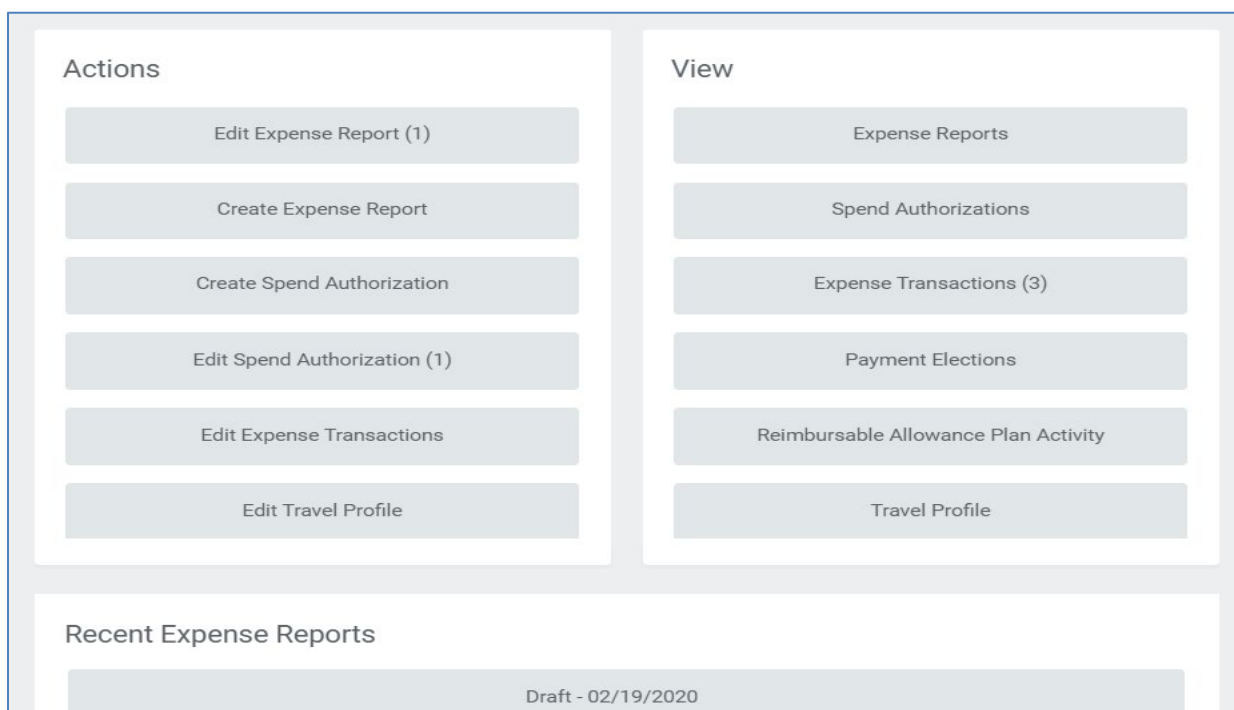 Actions
Edit Expense Report (1)
Create Expense Report
Create Spend Authorization
Edit Spend Authorization (1)
Edit Expense Transactions
Edit Travel Profile
View
Expense Reports
Spend Authorizations
Expense Transactions (3)
Payment Elections
Reimbursable Allowance Plan Activity
Travel Profile
Recent Expense Reports
Draft - 02/19/2020